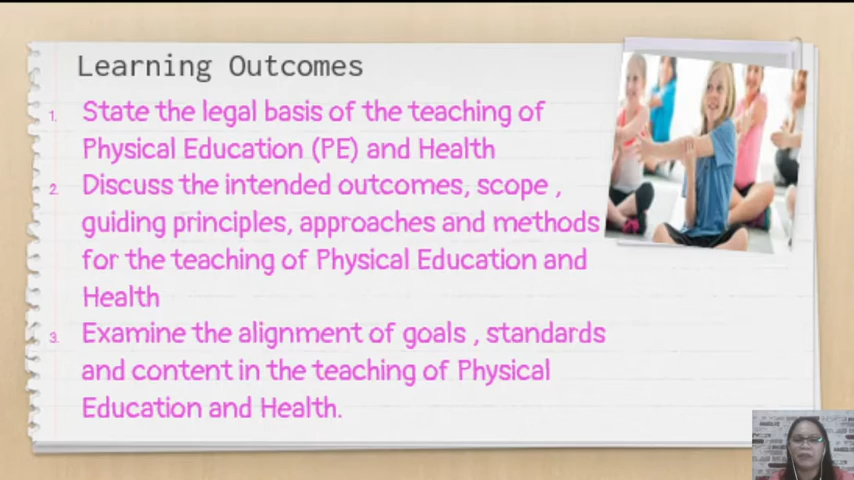 Learning Outcomes
1. State the legal basis of the teaching of
Physical Education (PE) and Health
2. Discuss the intended outcomes, scope ,
guiding principles, approaches and methods
for the teaching of Physical Education and
Health
3. Examine the alignment of goals , standards
and content in the teaching of Physical
Education and Health.